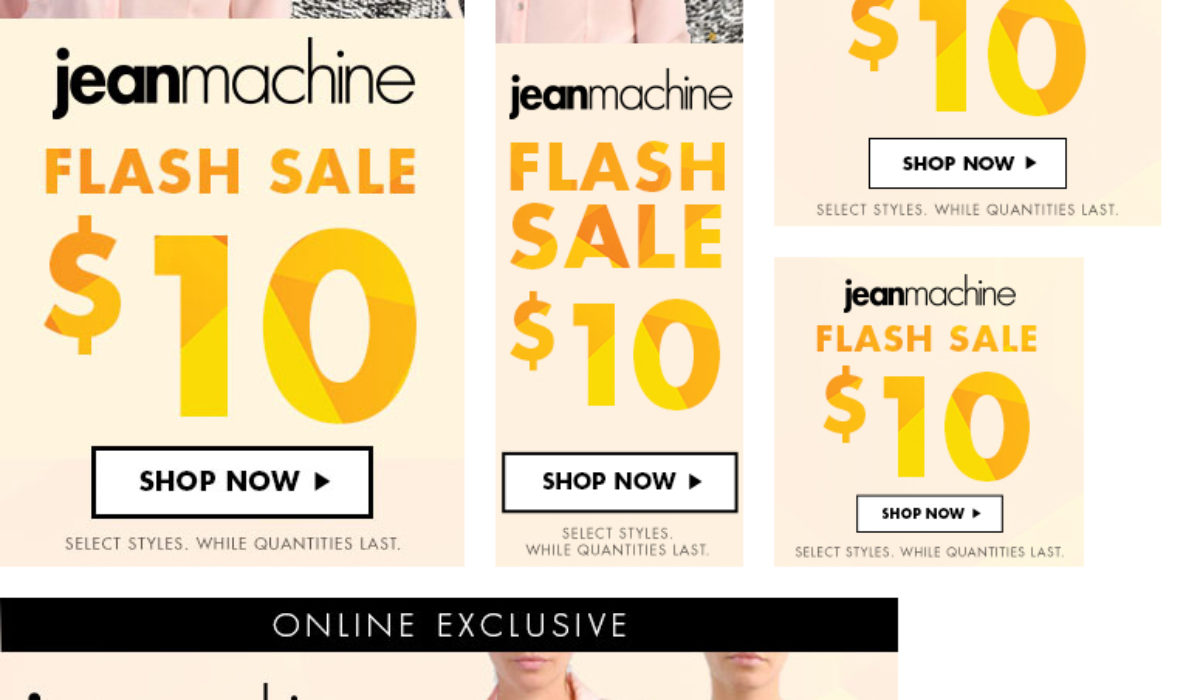 jeanmachine
FLASH SALE
$10
SHOP NOW
SELECT STYLES. WHILE QUANTITIES LAST.
jeanmachine
FLASH
SALE
$10
SHOP NOW
SELECT STYLES.
WHILE QUANTITIES LAST.
$10
SHOP NOW
SELECT STYLES. WHILE QUANTITIES LAST.
jeanmachine
FLASH SALE
$10
SHOP NOW
SELECT STYLES. WHILE QUANTITIES LAST.
ONLINE EXCLUSIVE